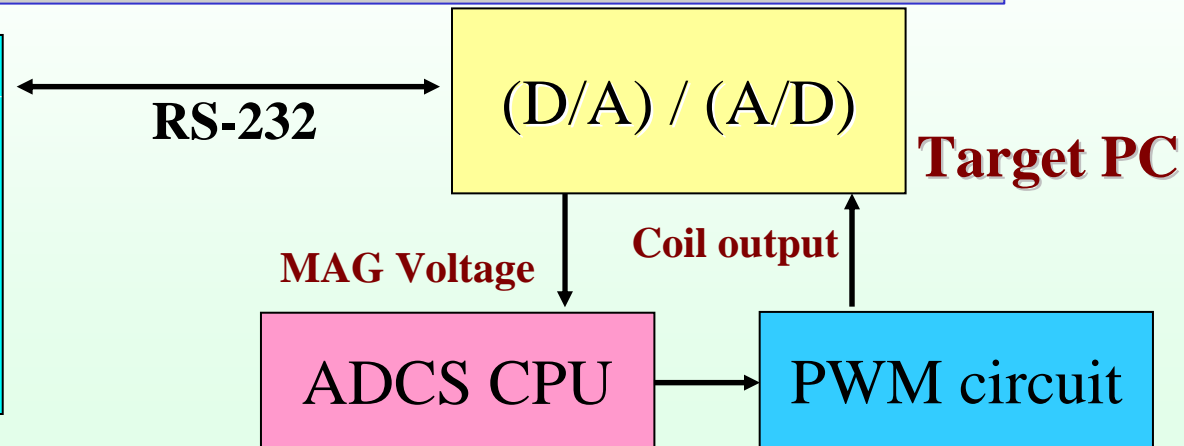 RS-232
(D/A) / (A/D)
Target PC
MAG Voltage
Coil output
ADCS CPU
PWM circuit